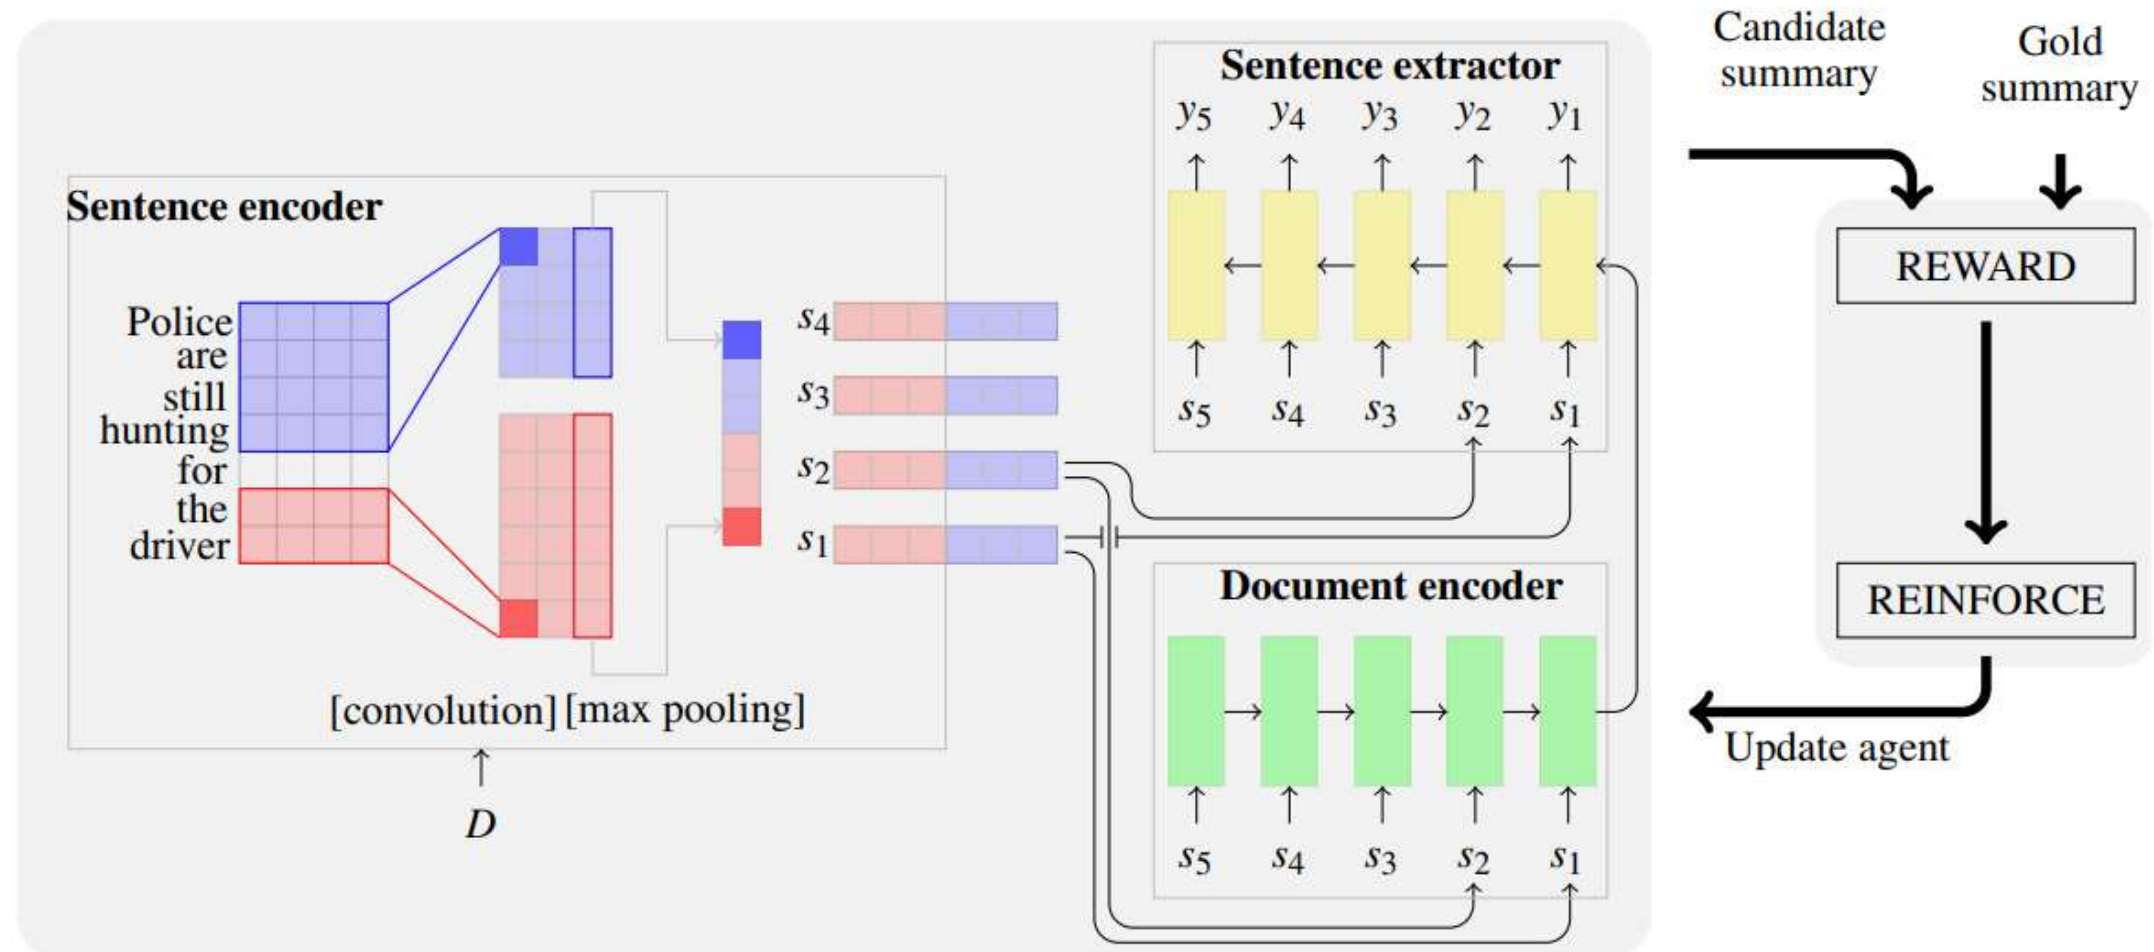 Sentence encoder
Police
are
still
hunting
for
the
driver
[convolution] [max pooling]
D
s4
s3
s2
s1
Sentence extractor
y5 y4 y3 y2 y1
s5 s4 s3 s2 s1
Document encoder
s5 s4 s3 s2 s1
Candidate
summary
Gold
summary
REWARD
REINFORCE
Update agent